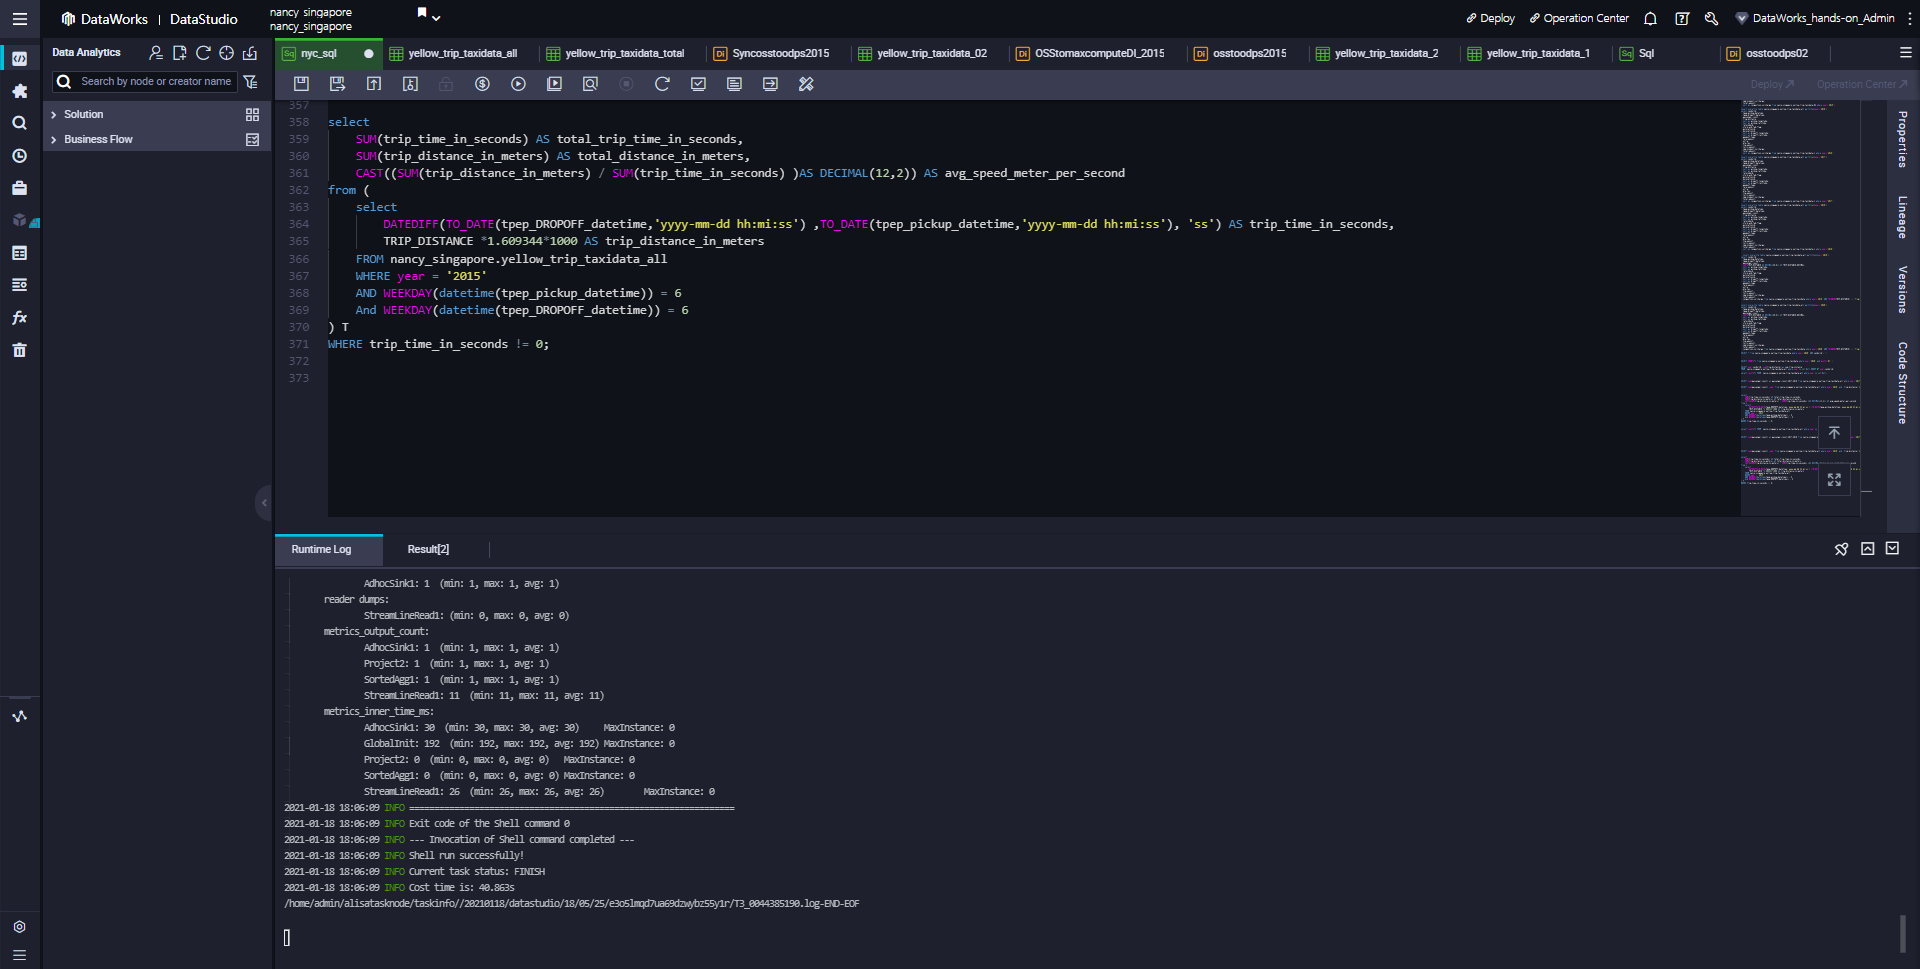 DataWorks | DataStudio
nancy_singapore
nancy_singapore
Deploy
Operation Center
DataWorks_hands-on_Admin
Data Analytics
Search by node or creator name
Solution
Business Flow
Sq nyc_sql
yellow_trip_taxidata_all
yellow_trip_taxidata_total
Di Syncosstoodps2015
yellow_trip_taxidata_02
Di OSStomaxcomputeDI_2015
Di osstoodps2015
yellow_trip_taxidata_2
yellow_trip_taxidata_1
Sq Sql
Di osstoodps02
Deploy
Operation Center
357
358 select
359 SUM(trip_time_in_seconds) AS total_trip_time_in_seconds,
360 SUM(trip_distance_in_meters) AS total_distance_in_meters,
361 CAST((SUM(trip_distance_in_meters) / SUM(trip_time_in_seconds) )AS DECIMAL(12,2)) AS avg_speed_meter_per_second
362 from (
363 select
364 DATEDIFF(TO_DATE(tpep_DROPOFF_datetime,'yyyy-mm-dd hh:mi:ss') ,TO_DATE(tpep_pickup_datetime,'yyyy-mm-dd hh:mi:ss'), 'ss') AS trip_time_in_seconds,
365 TRIP_DISTANCE *1.609344*1000 AS trip_distance_in_meters
366 FROM nancy_singapore.yellow_trip_taxidata_all
367 WHERE year = '2015'
368 AND WEEKDAY(datetime(tpep_pickup_datetime)) = 6
369 And WEEKDAY(datetime(tpep_DROPOFF_datetime)) = 6
370 ) T
371 WHERE trip_time_in_seconds != 0;
372
373
Properties
Lineage
Versions
Code Structure
Runtime Log
Result[2]
AdhocSink1: 1 (min: 1, max: 1, avg: 1)
reader dumps:
StreamLineRead1: (min: 0, max: 0, avg: 0)
metrics_output_count:
AdhocSink1: 1 (min: 1, max: 1, avg: 1)
Project2: 1 (min: 1, max: 1, avg: 1)
SortedAgg1: 1 (min: 1, max: 1, avg: 1)
StreamLineRead1: 11 (min: 11, max: 11, avg: 11)
metrics_inner_time_ms:
AdhocSink1: 30 (min: 30, max: 30, avg: 30) MaxInstance: 0
GlobalInit: 192 (min: 192, max: 192, avg: 192) MaxInstance: 0
Project2: 0 (min: 0, max: 0, avg: 0) MaxInstance: 0
SortedAgg1: 0 (min: 0, max: 0, avg: 0) MaxInstance: 0
StreamLineRead1: 26 (min: 26, max: 26, avg: 26) MaxInstance: 0
2021-01-18 18:06:09 INFO =================================================================
2021-01-18 18:06:09 INFO Exit code of the Shell command 0
2021-01-18 18:06:09 INFO --- Invocation of Shell command completed ---
2021-01-18 18:06:09 INFO Shell run successfully!
2021-01-18 18:06:09 INFO Current task status: FINISH
2021-01-18 18:06:09 INFO Cost time is: 40.863s
/home/admin/alisatasknode/taskinfo//20210118/datastudio/18/05/25/e3o5lmqd7ua69dzwybz55y1r/T3_0044385190.log-END-EOF